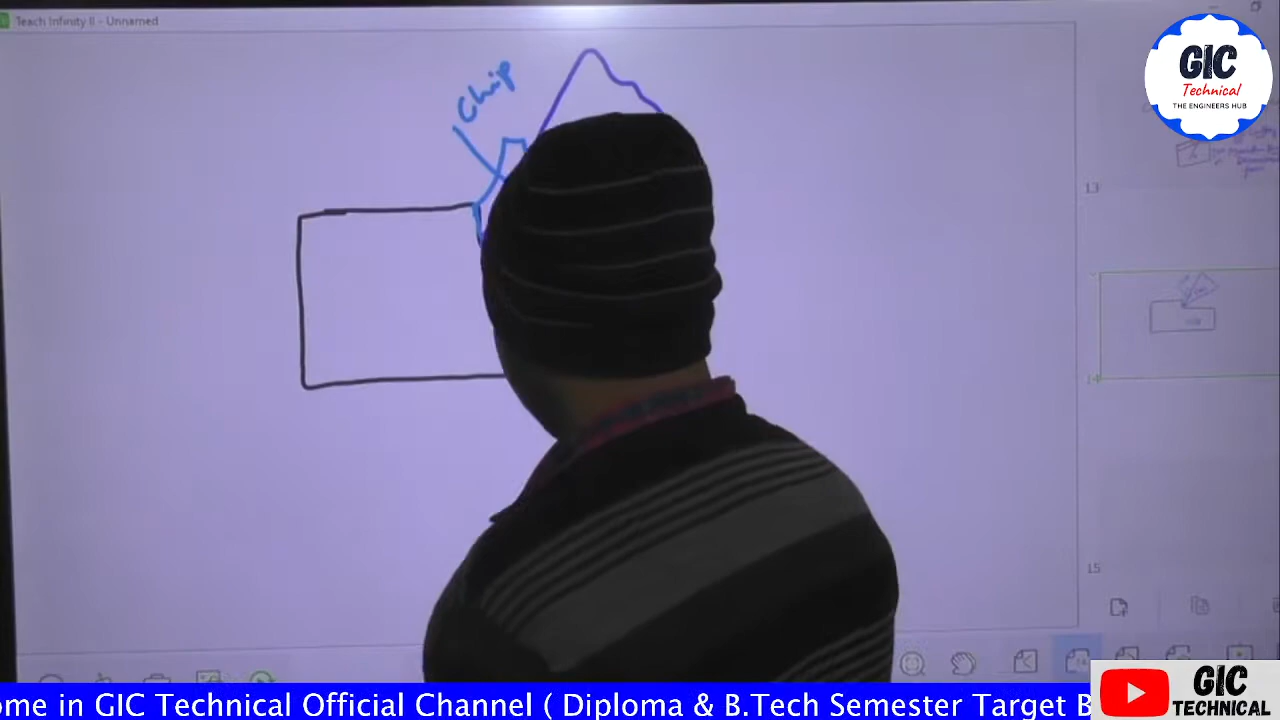 Teach Infinity II - Unnamed
Chip
GIC
Technical
THE ENGINEERS HUB
13
14
15
ome in GIC Technical Official Channel ( Diploma & B.Tech Semester Target B
GIC
TECHNICAL